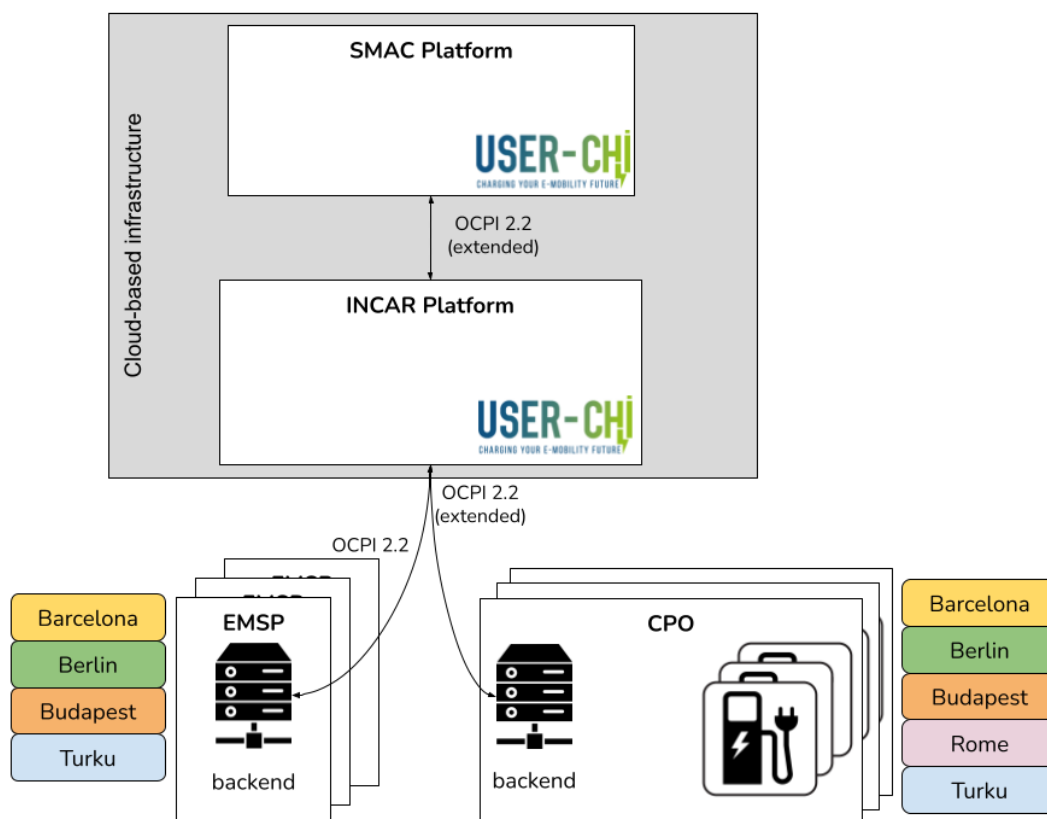 SMAC Platform
USER-CHi
CHARGING YOUR E-MOBILITY FUTURE
Cloud-based infrastructure
OCPI 2.2
(extended)
INCAR Platform
USER-CHi
CHARGING YOUR E-MOBILITY FUTURE
OCPI 2.2
(extended)
OCPI 2.2
EMSP
EMSP
EMSP
backend
Barcelona
Berlin
Budapest
Turku
CPO
backend
Barcelona
Berlin
Budapest
Rome
Turku